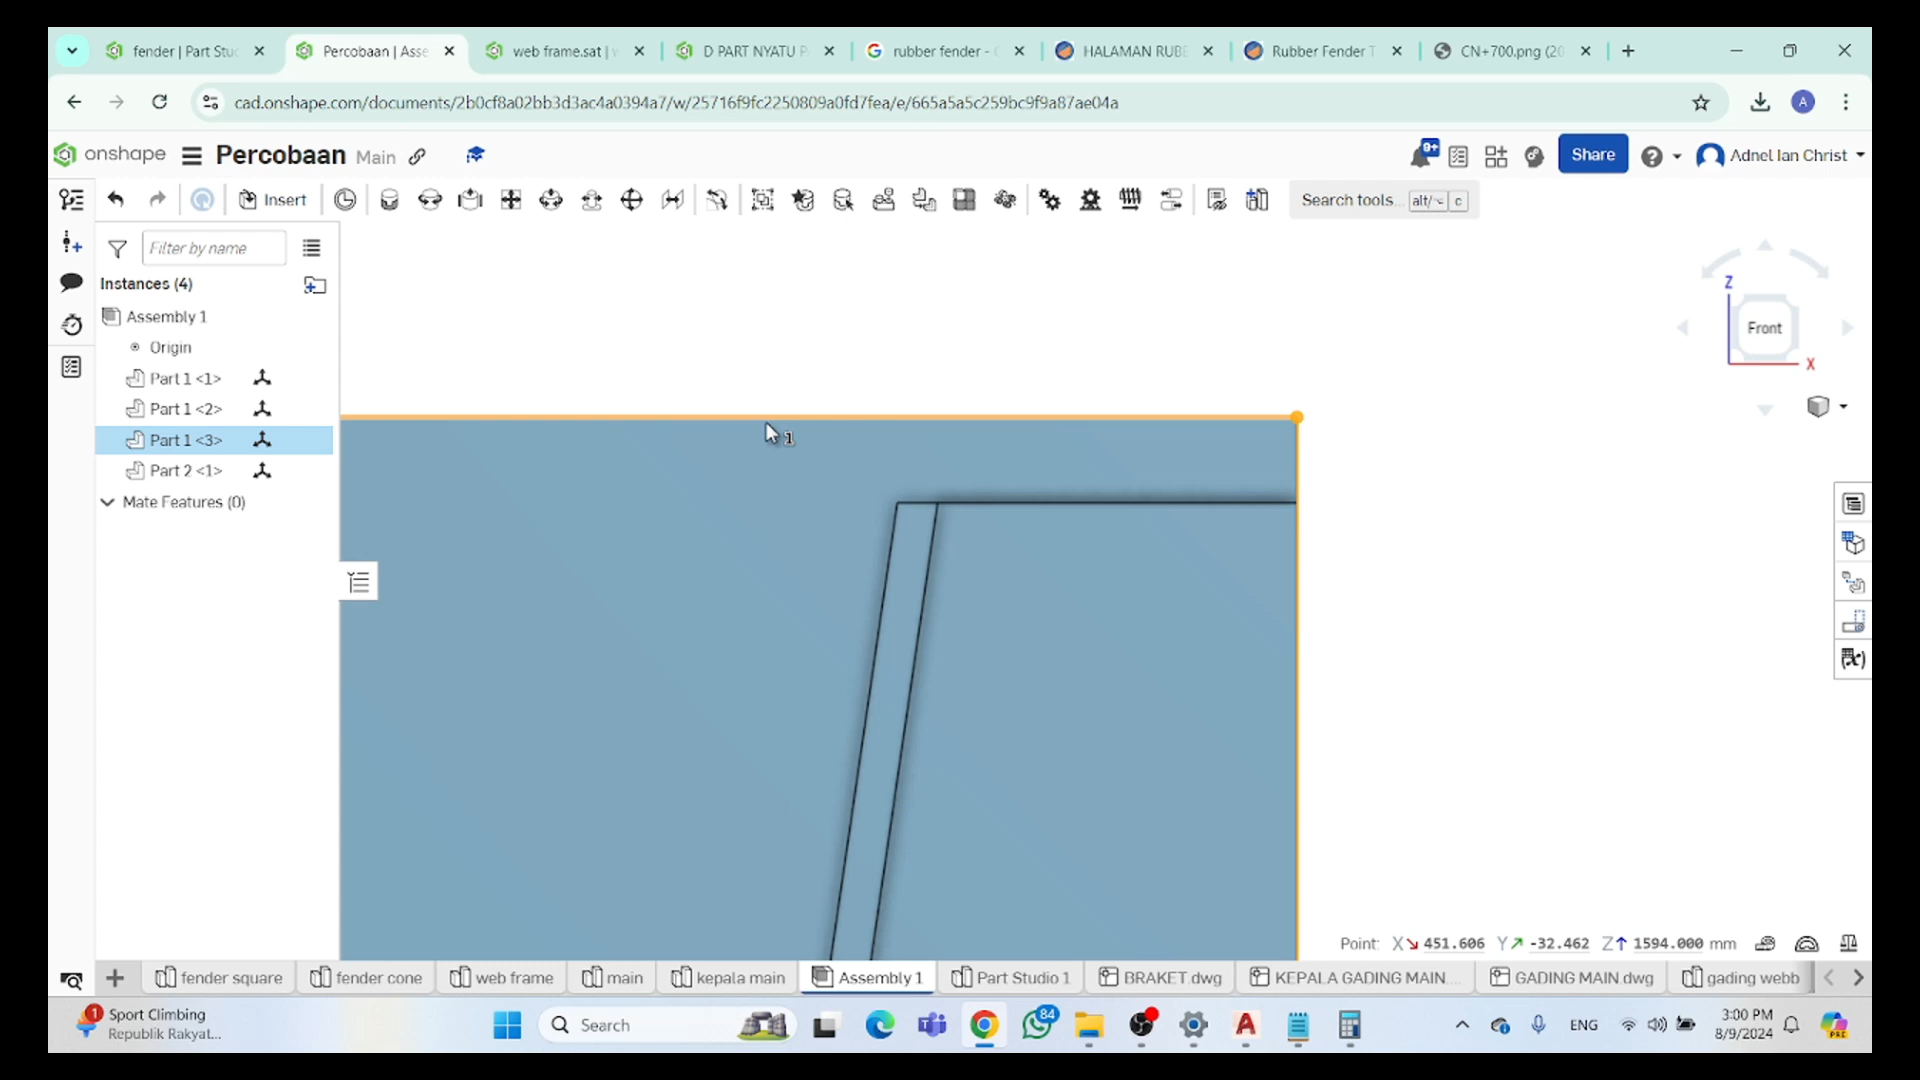 fender | Part Stu
Percobaan | Asse
web frame.sat |
D PART NYATU P
rubber fender -
HALAMAN RUBE
Rubber Fender T
CN+700.png (20
cad.onshape.com/documents/2b0cf8a02bb3d3ac4a0394a7/w/25716f9fc2250809a0fd7fea/e/665a5a5c259bc9f9a87ae04a
A
onshape
Percobaan Main
9+
Share
Adnel Ian Christ
Insert
Search tools... alt/⌥ c
Filter by name
Instances (4)
Assembly 1
Origin
Part 1 <1>
Part 1 <2>
Part 1 <3>
Part 2 <1>
Mate Features (0)
1
Z
Front
X
Point: X 451.606 Y -32.462 Z 1594.000 mm
fender square
fender cone
web frame
main
kepala main
Assembly 1
Part Studio 1
BRAKET.dwg
KEPALA GADING MAIN....
GADING MAIN.dwg
gading webb
1
Sport Climbing
Republik Rakyat...
Search
84
ENG
3:00 PM
8/9/2024
PRE